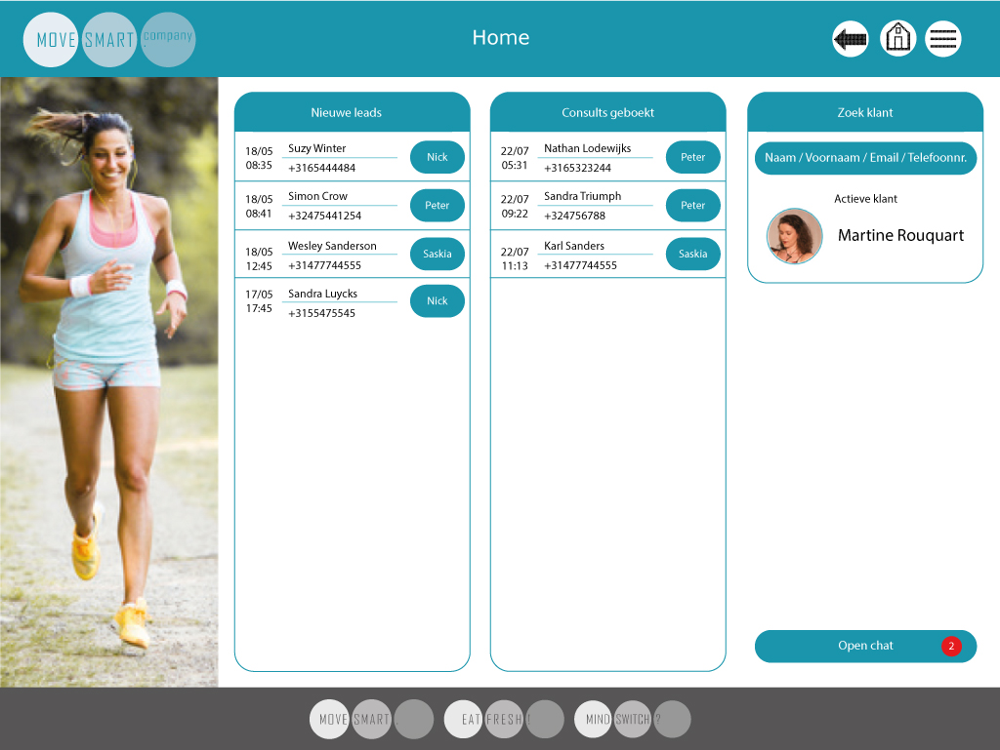 MOVE SMART company
Home
Nieuwe leads
18/05
08:35
Suzy Winter
+3165444484
Nick
18/05
08:41
Simon Crow
+32475441254
Peter
18/05
12:45
Wesley Sanderson
+31477744555
Saskia
17/05
17:45
Sandra Luycks
+3155475545
Nick
Consults geboekt
22/07
05:31
Nathan Lodewijks
+3165323244
Peter
22/07
09:22
Sandra Triumph
+324756788
Peter
22/07
11:13
Karl Sanders
+31477744555
Saskia
Zoek klant
Naam / Voornaam / Email / Telefoonnr.
Actieve klant
Martine Rouquart
Open chat
2
MOVE SMART
EAT FRESH !
MIND SWITCH ?